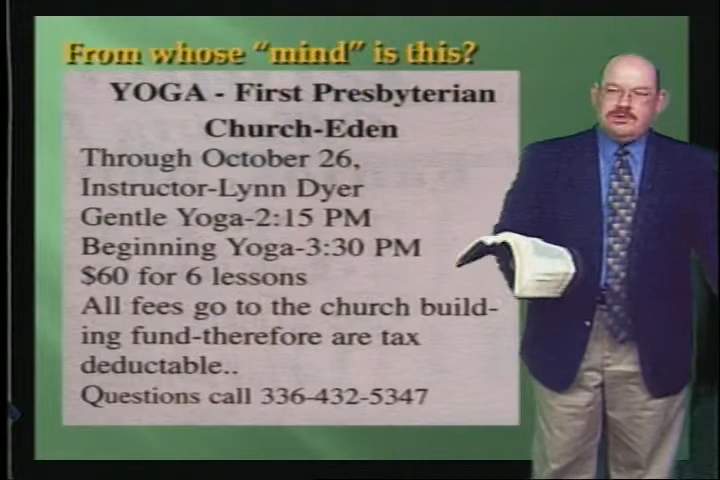 From whose “mind” is this?
YOGA - First Presbyterian
Church-Eden
Through October 26,
Instructor-Lynn Dyer
Gentle Yoga-2:15 PM
Beginning Yoga-3:30 PM
$60 for 6 lessons
All fees go to the church build-
ing fund-therefore are tax
deductable..
Questions call 336-432-5347